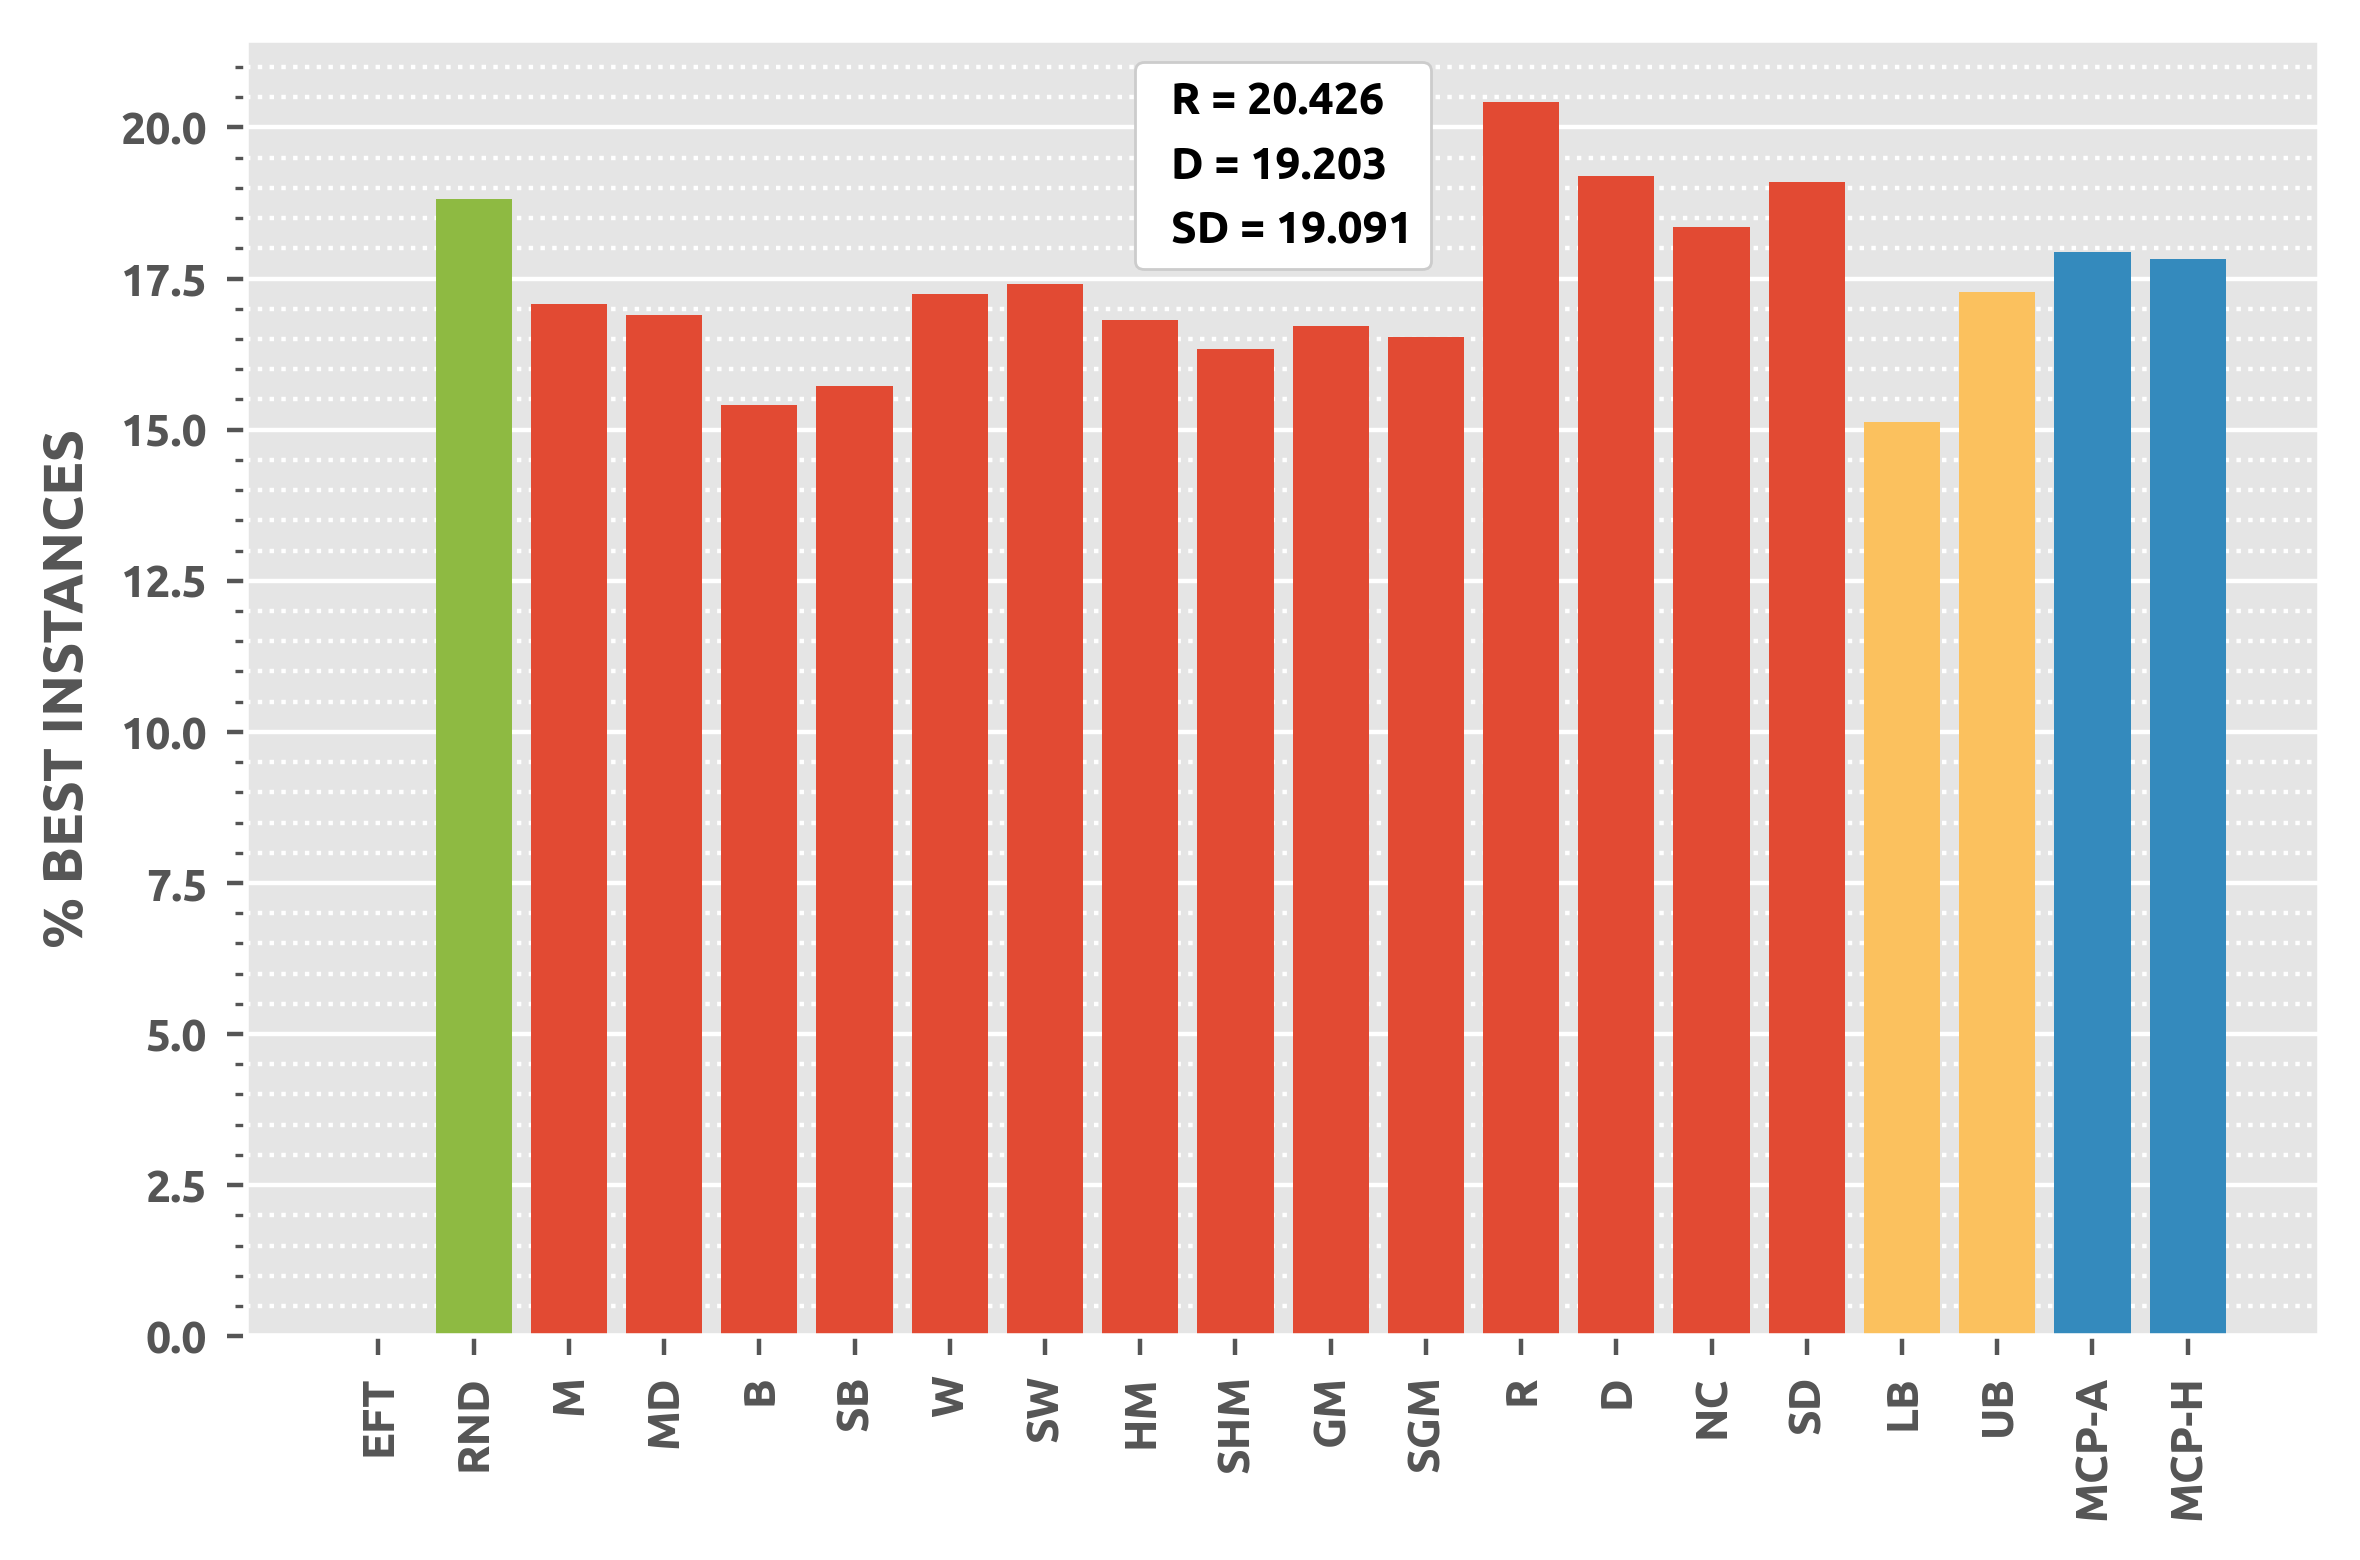 R = 20.426
D = 19.203
SD = 19.091
% BEST INSTANCES
20.0
17.5
15.0
12.5
10.0
7.5
5.0
2.5
0.0
EFT
RND
M
MD
B
SB
W
SW
HM
SHM
GM
SGM
R
D
NC
SD
LB
UB
MCP-A
MCP-H